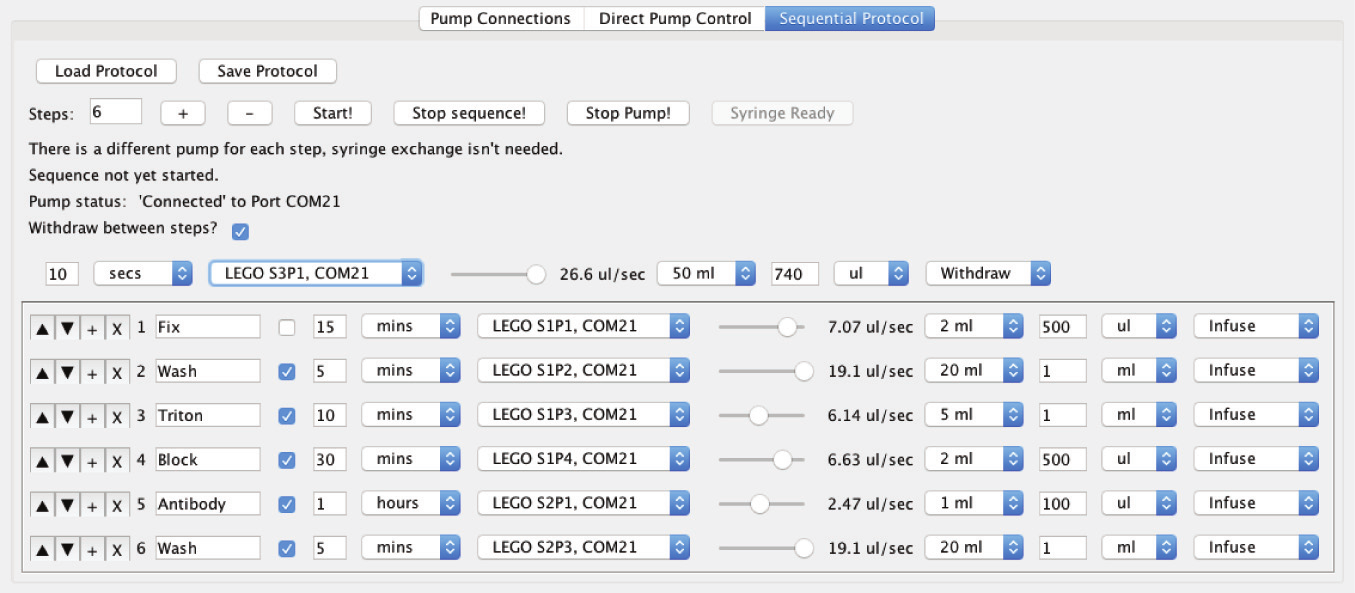 Pump Connections Direct Pump Control Sequential Protocol
Load Protocol Save Protocol
Steps: 6 + - Start! Stop sequence! Stop Pump! Syringe Ready
There is a different pump for each step, syringe exchange isn't needed.
Sequence not yet started.
Pump status: 'Connected' to Port COM21
Withdraw between steps?
10 secs LEGO S3P1, COM21 26.6 ul/sec 50 ml 740 ul Withdraw
▲ ▼ + X 1 Fix 15 mins LEGO S1P1, COM21 7.07 ul/sec 2 ml 500 ul Infuse
▲ ▼ + X 2 Wash 5 mins LEGO S1P2, COM21 19.1 ul/sec 20 ml 1 ml Infuse
▲ ▼ + X 3 Triton 10 mins LEGO S1P3, COM21 6.14 ul/sec 5 ml 1 ml Infuse
▲ ▼ + X 4 Block 30 mins LEGO S1P4, COM21 6.63 ul/sec 2 ml 500 ul Infuse
▲ ▼ + X 5 Antibody 1 hours LEGO S2P1, COM21 2.47 ul/sec 1 ml 100 ul Infuse
▲ ▼ + X 6 Wash 5 mins LEGO S2P3, COM21 19.1 ul/sec 20 ml 1 ml Infuse